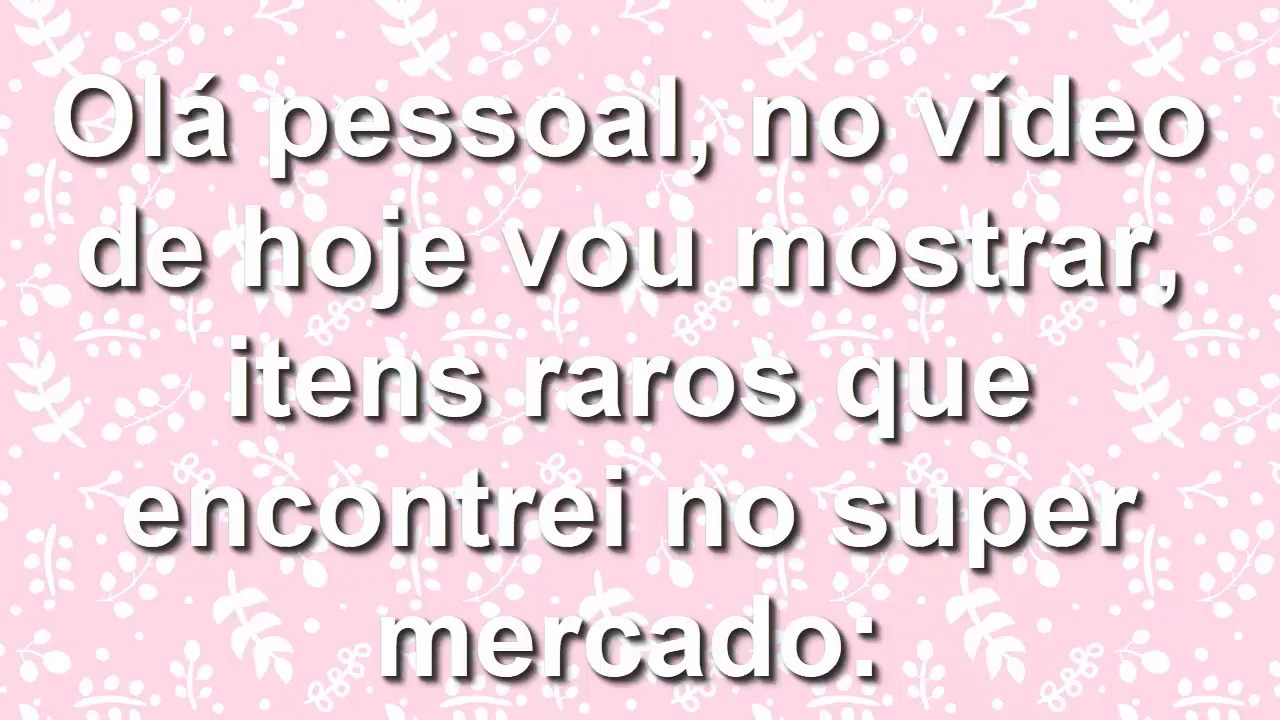 Olá pessoal, no vídeo
de hoje vou mostrar,
itens raros que
encontrei no super
mercado: